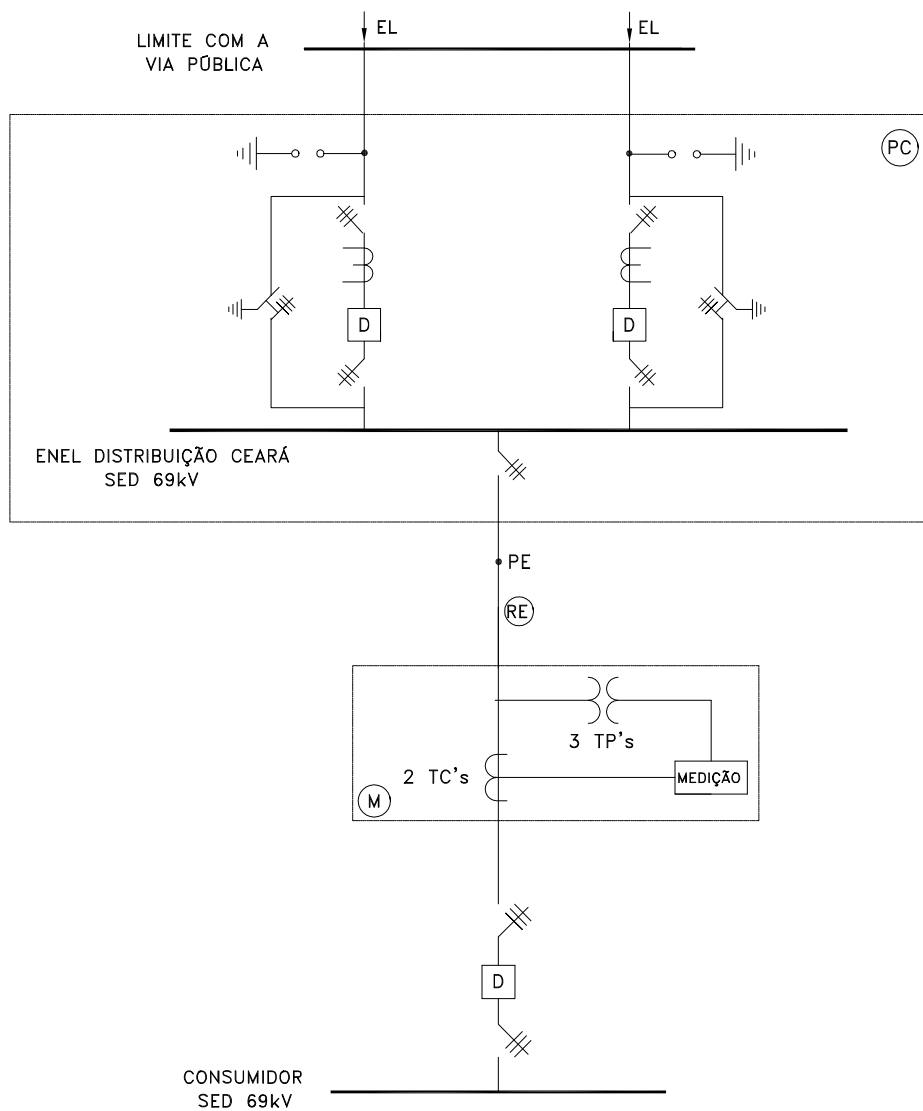 EL
EL
LIMITE COM A
VIA PÚBLICA
PC
D
D
ENEL DISTRIBUIÇÃO CEARÁ
SED 69kV
PE
RE
3 TP's
2 TC's
MEDIÇÃO
M
D
CONSUMIDOR
SED 69kV